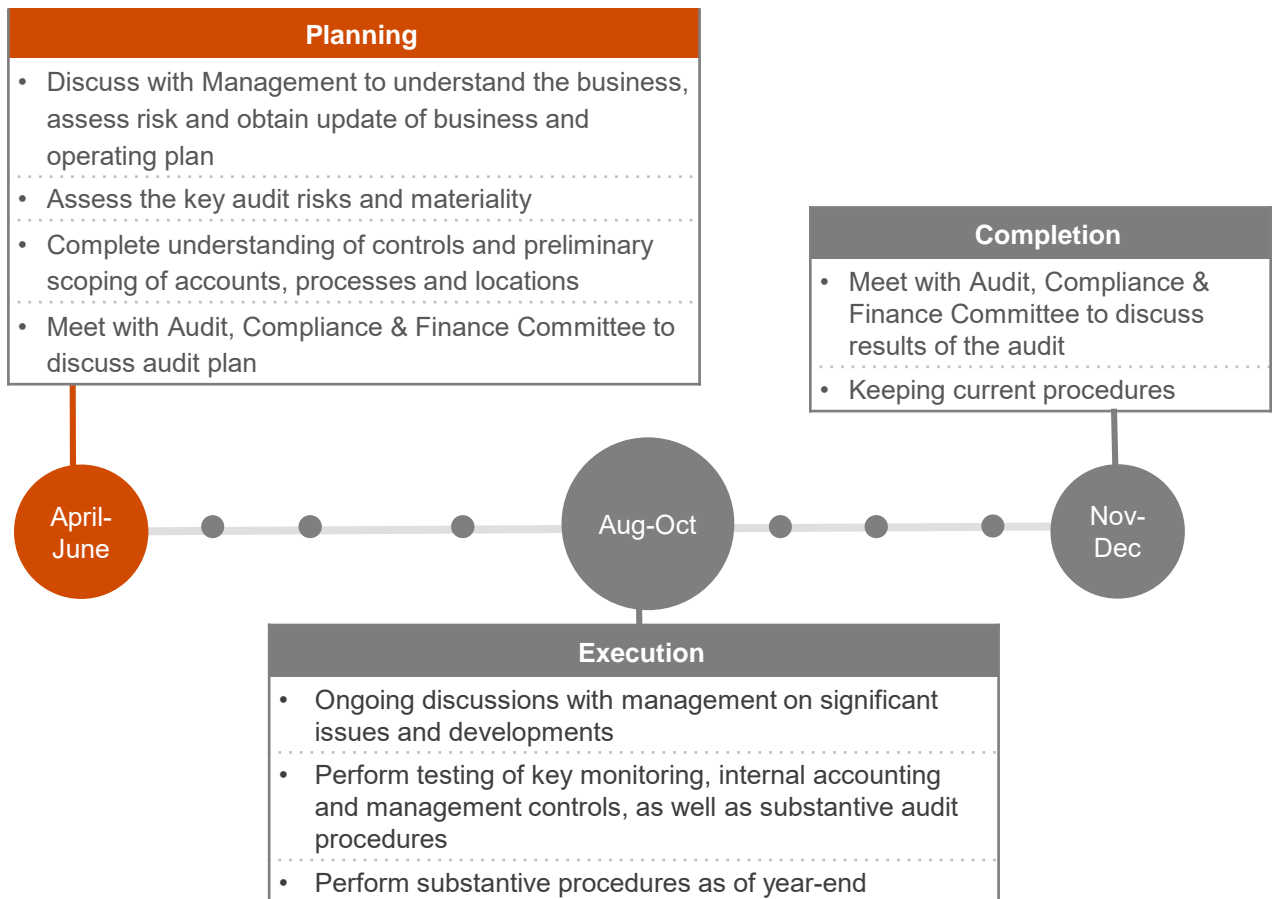 Planning
• Discuss with Management to understand the business,
assess risk and obtain update of business and
operating plan
• Assess the key audit risks and materiality
• Complete understanding of controls and preliminary
scoping of accounts, processes and locations
• Meet with Audit, Compliance & Finance Committee to
discuss audit plan
Completion
• Meet with Audit, Compliance &
Finance Committee to discuss
results of the audit
• Keeping current procedures
April-
June
Aug-Oct
Nov-
Dec
Execution
• Ongoing discussions with management on significant
issues and developments
• Perform testing of key monitoring, internal accounting
and management controls, as well as substantive audit
procedures
• Perform substantive procedures as of year-end